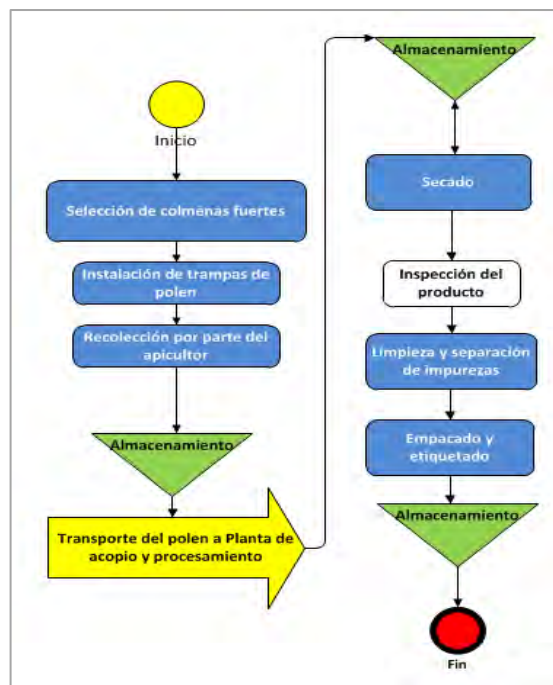 Inicio
Selección de colmenas fuertes
Instalación de trampas de
polen
Recolección por parte del
apicultor
Almacenamiento
Transporte del polen a Planta de
acopio y procesamiento
Almacenamiento
Secado
Inspección del
producto
Limpieza y separación
de impurezas
Empacado y
etiquetado
Almacenamiento
Fin